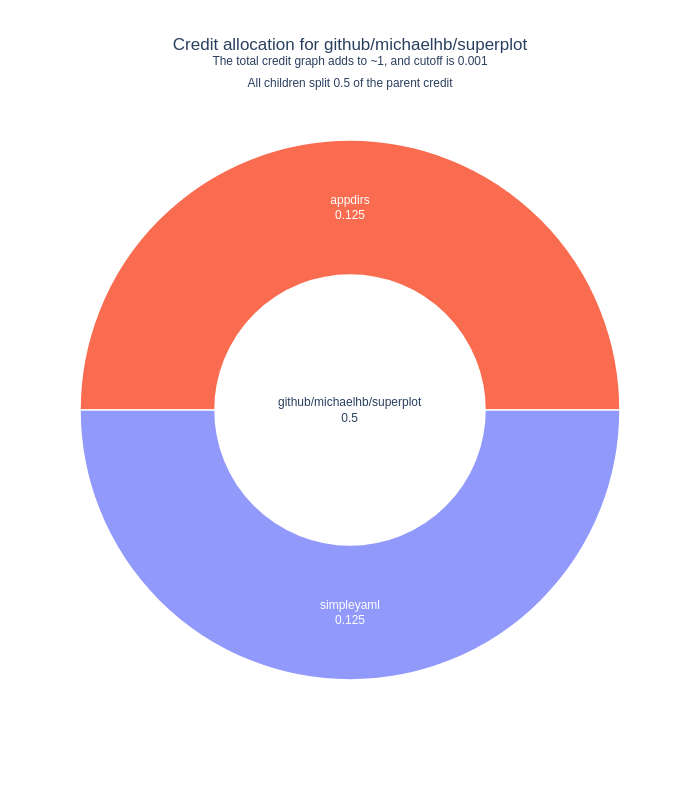 Credit allocation for github/michaelhb/superplot
The total credit graph adds to ~1, and cutoff is 0.001
All children split 0.5 of the parent credit
appdirs
0.125
github/michaelhb/superplot
0.5
simpleyaml
0.125